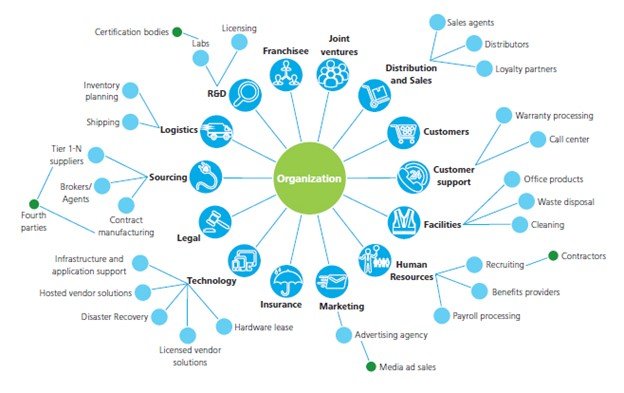 Sales agents
Certification bodies
Licensing
Joint
ventures
Labs
Franchisee
Distributors
Distribution
and Sales
Loyalty partners
Inventory
planning
R&D
Warranty processing
Shipping
Logistics
Customers
Call center
Tier 1-N
suppliers
Sourcing
Organization
Customer
support
Office products
Brokers/
Agents
Waste disposal
Fourth
parties
Contract
manufacturing
Facilities
Cleaning
Legal
Infrastructure and
application support
Human
Resources
Recruiting
Contractors
Technology
Hosted vendor solutions
Benefits providers
Insurance
Marketing
Disaster Recovery
Payroll processing
Hardware lease
Advertising agency
Licensed vendor
solutions
Media ad sales